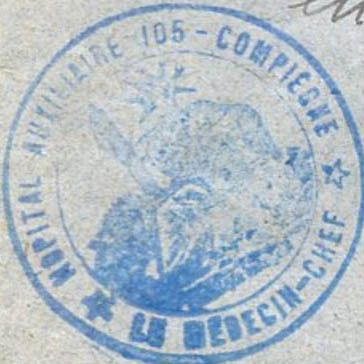 HOPITAL AUXILIAIRE 105 - COMPIEGNE
LE MEDECIN-CHEF